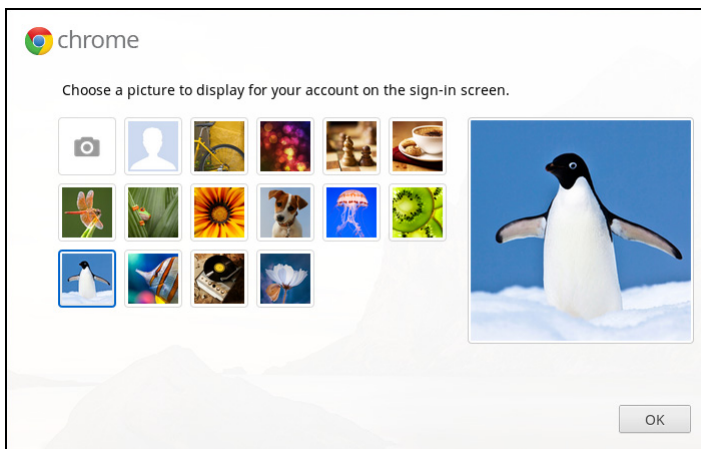 chrome
Choose a picture to display for your account on the sign-in screen.
OK